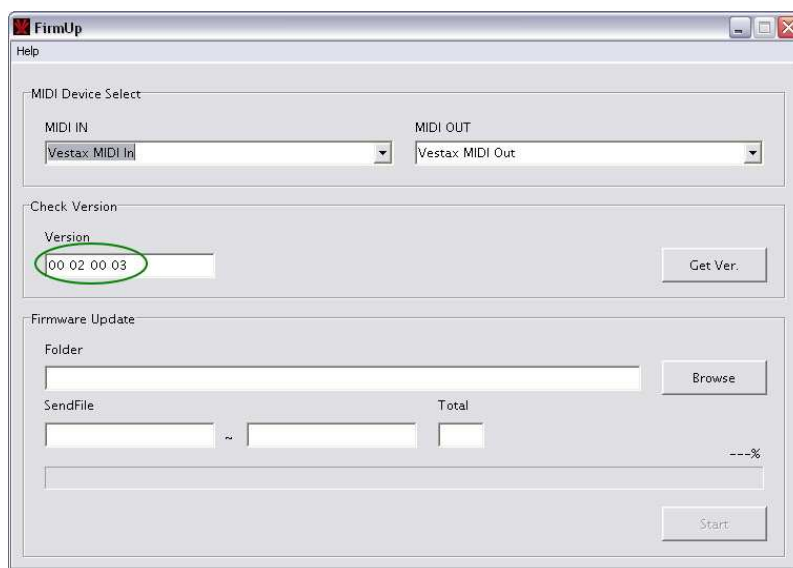 FirmUp
Help
MIDI Device Select
MIDI IN MIDI OUT
Vestax MIDI In Vestax MIDI Out
Check Version
Version
00 02 00 03 Get Ver.
Firmware Update
Folder
Browse
SendFile Total
~
---%
Start